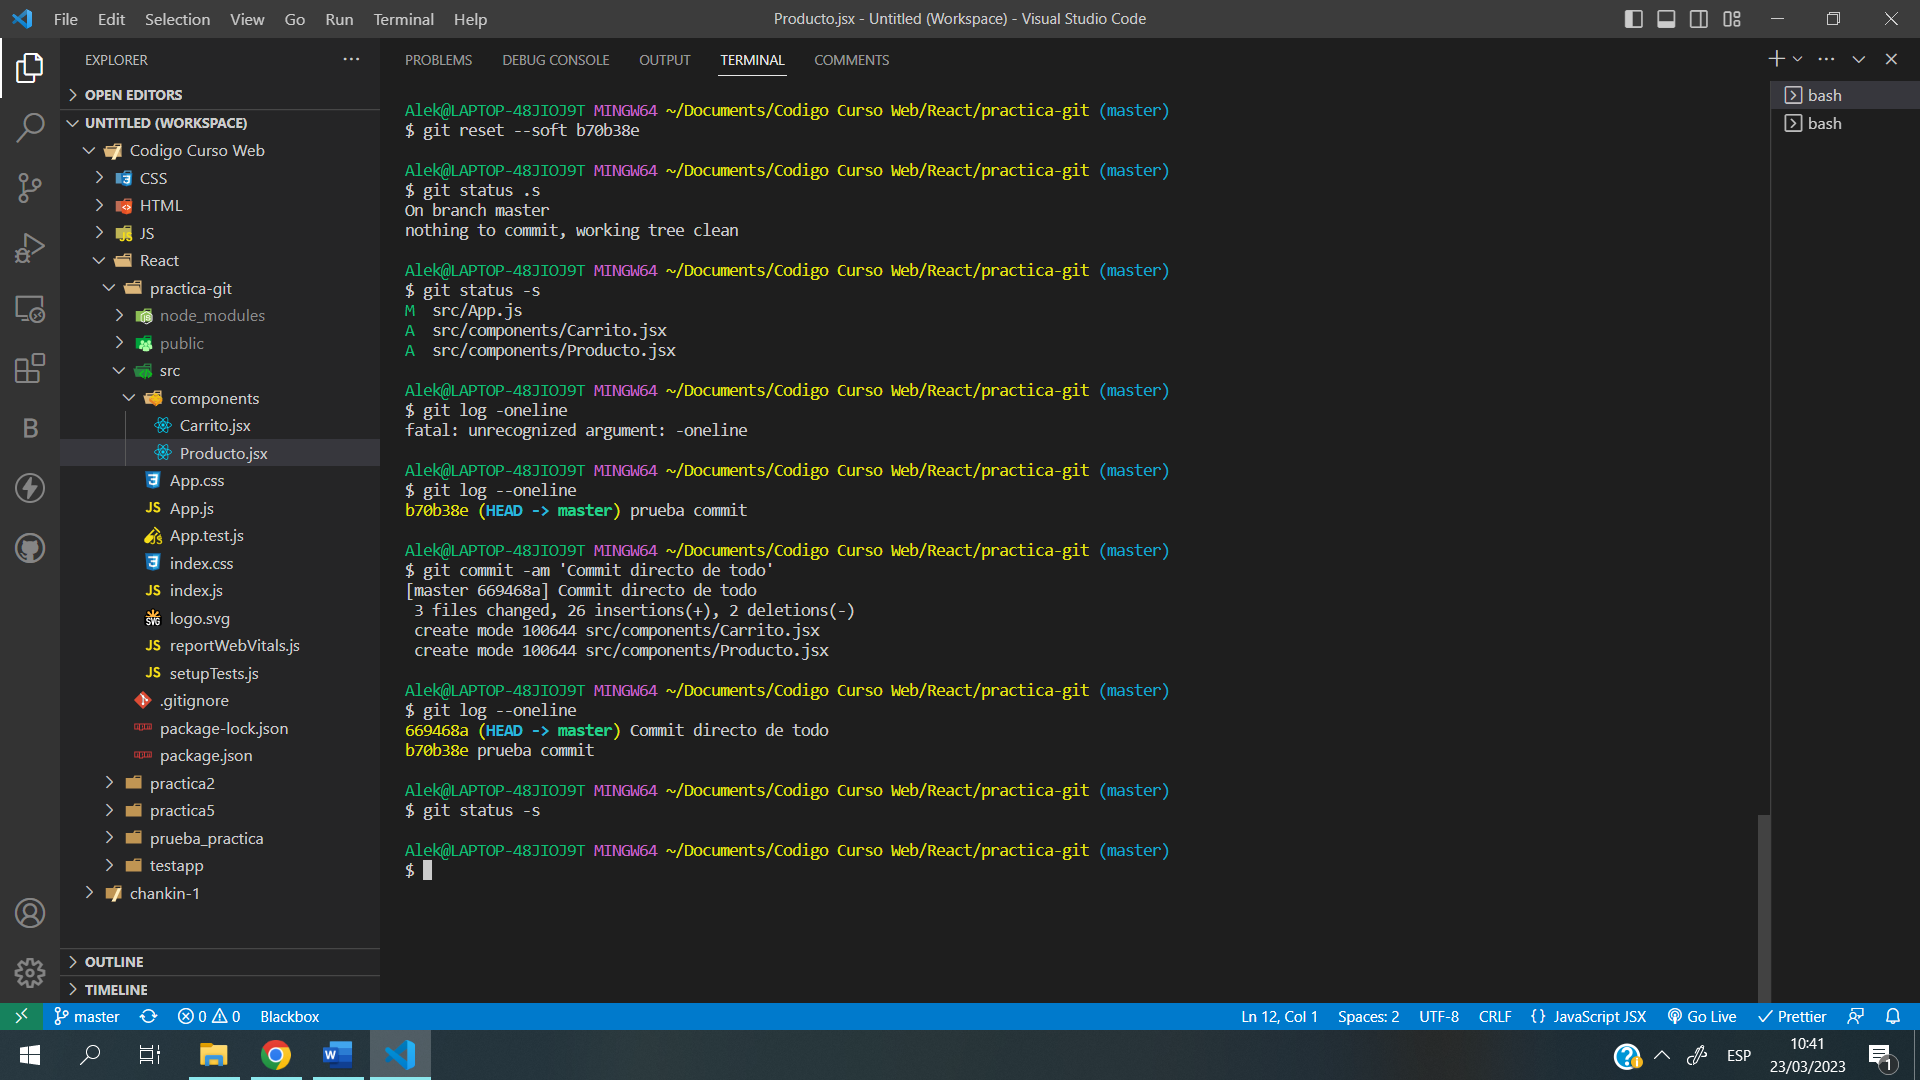 File Edit Selection View Go Run Terminal Help
Producto.jsx - Untitled (Workspace) - Visual Studio Code
EXPLORER
OPEN EDITORS
UNTITLED (WORKSPACE)
Codigo Curso Web
CSS
HTML
JS
React
practica-git
node_modules
public
src
components
Carrito.jsx
Producto.jsx
App.css
JS App.js
App.test.js
index.css
JS index.js
logo.svg
JS reportWebVitals.js
JS setupTests.js
.gitignore
package-lock.json
package.json
practica2
practica5
prueba_practica
testapp
chankin-1
OUTLINE
TIMELINE
PROBLEMS DEBUG CONSOLE OUTPUT TERMINAL COMMENTS
Alek@LAPTOP-48JIOJ9T MINGW64 ~/Documents/Codigo Curso Web/React/practica-git (master)
$ git reset --soft b70b38e
Alek@LAPTOP-48JIOJ9T MINGW64 ~/Documents/Codigo Curso Web/React/practica-git (master)
$ git status .s
On branch master
nothing to commit, working tree clean
Alek@LAPTOP-48JIOJ9T MINGW64 ~/Documents/Codigo Curso Web/React/practica-git (master)
$ git status -s
M  src/App.js
A  src/components/Carrito.jsx
A  src/components/Producto.jsx
Alek@LAPTOP-48JIOJ9T MINGW64 ~/Documents/Codigo Curso Web/React/practica-git (master)
$ git log -oneline
fatal: unrecognized argument: -oneline
Alek@LAPTOP-48JIOJ9T MINGW64 ~/Documents/Codigo Curso Web/React/practica-git (master)
$ git log --oneline
b70b38e (HEAD -> master) prueba commit
Alek@LAPTOP-48JIOJ9T MINGW64 ~/Documents/Codigo Curso Web/React/practica-git (master)
$ git commit -am 'Commit directo de todo'
[master 669468a] Commit directo de todo
3 files changed, 26 insertions(+), 2 deletions(-)
create mode 100644 src/components/Carrito.jsx
create mode 100644 src/components/Producto.jsx
Alek@LAPTOP-48JIOJ9T MINGW64 ~/Documents/Codigo Curso Web/React/practica-git (master)
$ git log --oneline
669468a (HEAD -> master) Commit directo de todo
b70b38e prueba commit
Alek@LAPTOP-48JIOJ9T MINGW64 ~/Documents/Codigo Curso Web/React/practica-git (master)
$ git status -s
Alek@LAPTOP-48JIOJ9T MINGW64 ~/Documents/Codigo Curso Web/React/practica-git (master)
$
bash
bash
master 0 0 Blackbox
Ln 12, Col 1 Spaces: 2 UTF-8 CRLF {} JavaScript JSX Go Live Prettier
ESP
10:41
23/03/2023
1